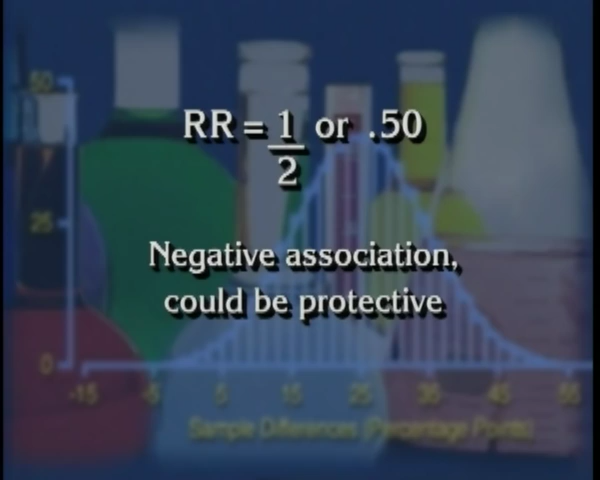 RR = 1 or .50
2
Negative association,
could be protective
50
25
0
-15 -5 5 15 25 35 45 55
Sample Differences (Percentage Points)